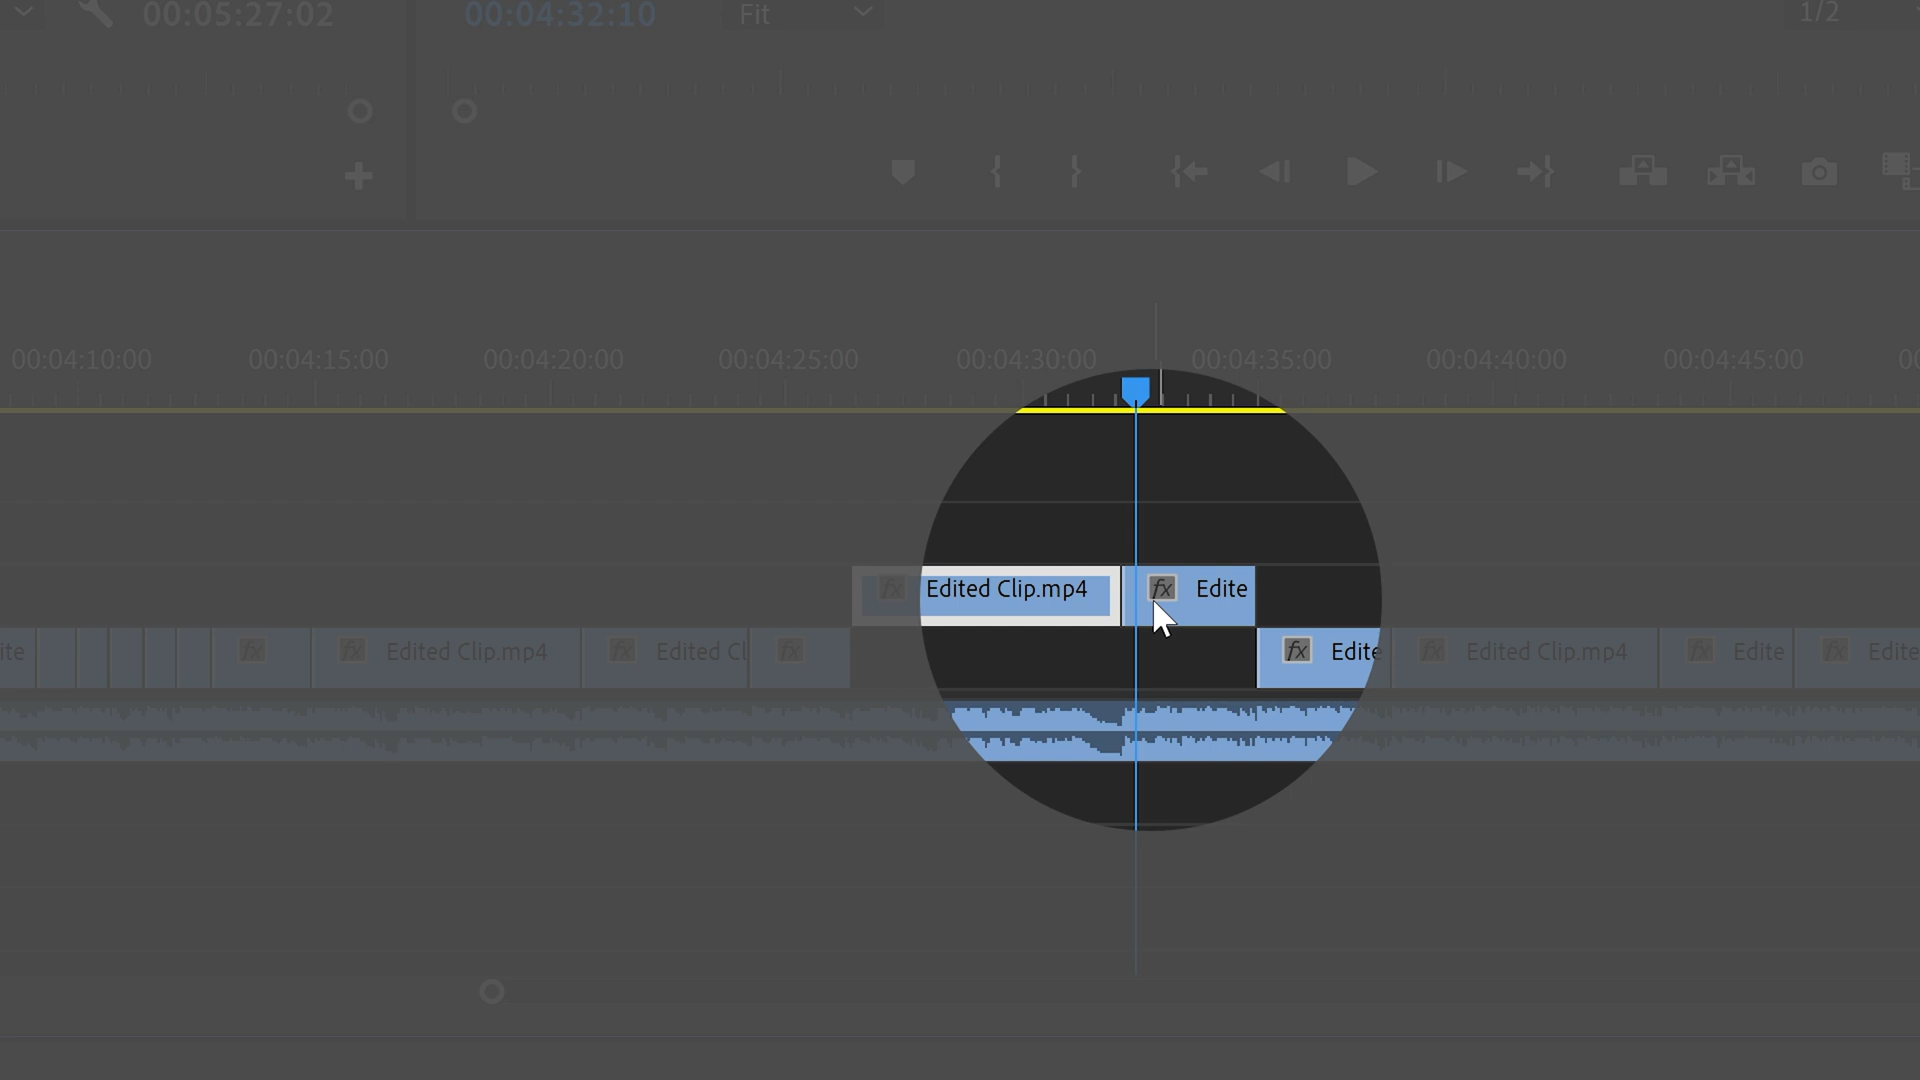 00:05:27:02
00:04:32:10
Fit
1/2
00:04:10:00
00:04:15:00
00:04:20:00
00:04:25:00
00:04:30:00
00:04:35:00
00:04:40:00
00:04:45:00
00
fx
Edited Clip.mp4
fx
Edite
ite
fx
fx
Edited Clip.mp4
fx
Edited Cl
fx
fx
Edite
fx
Edited Clip.mp4
fx
Edite
fx
Edite